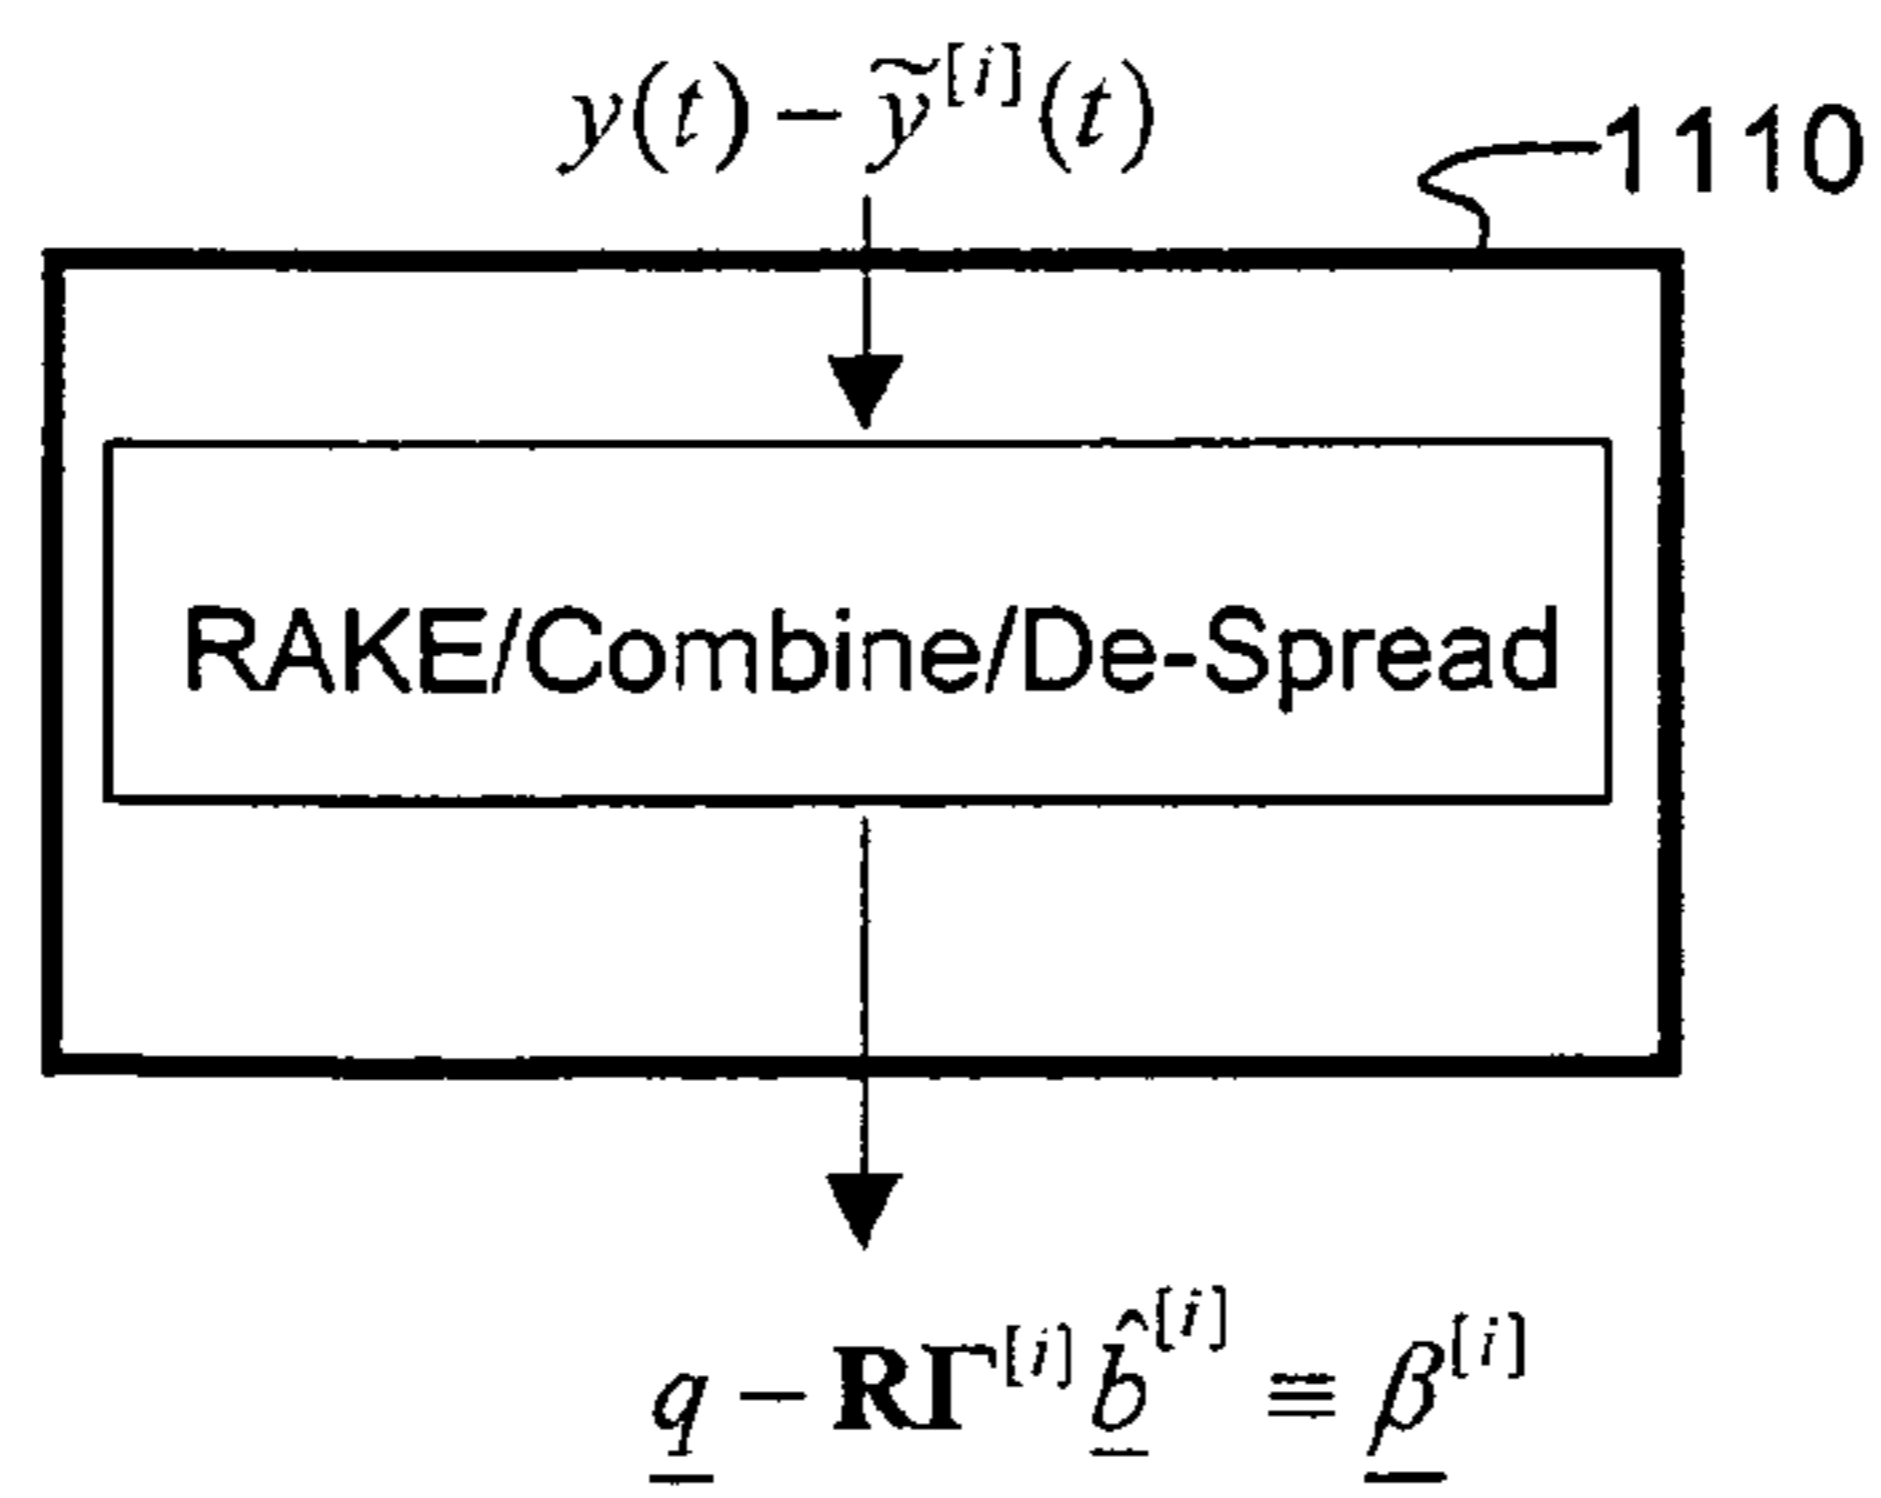 y(t) − ỹ^[i](t)
1110
RAKE/Combine/De-Spread
q − RΓ^[i] b̂^[i] ≡ β^[i]